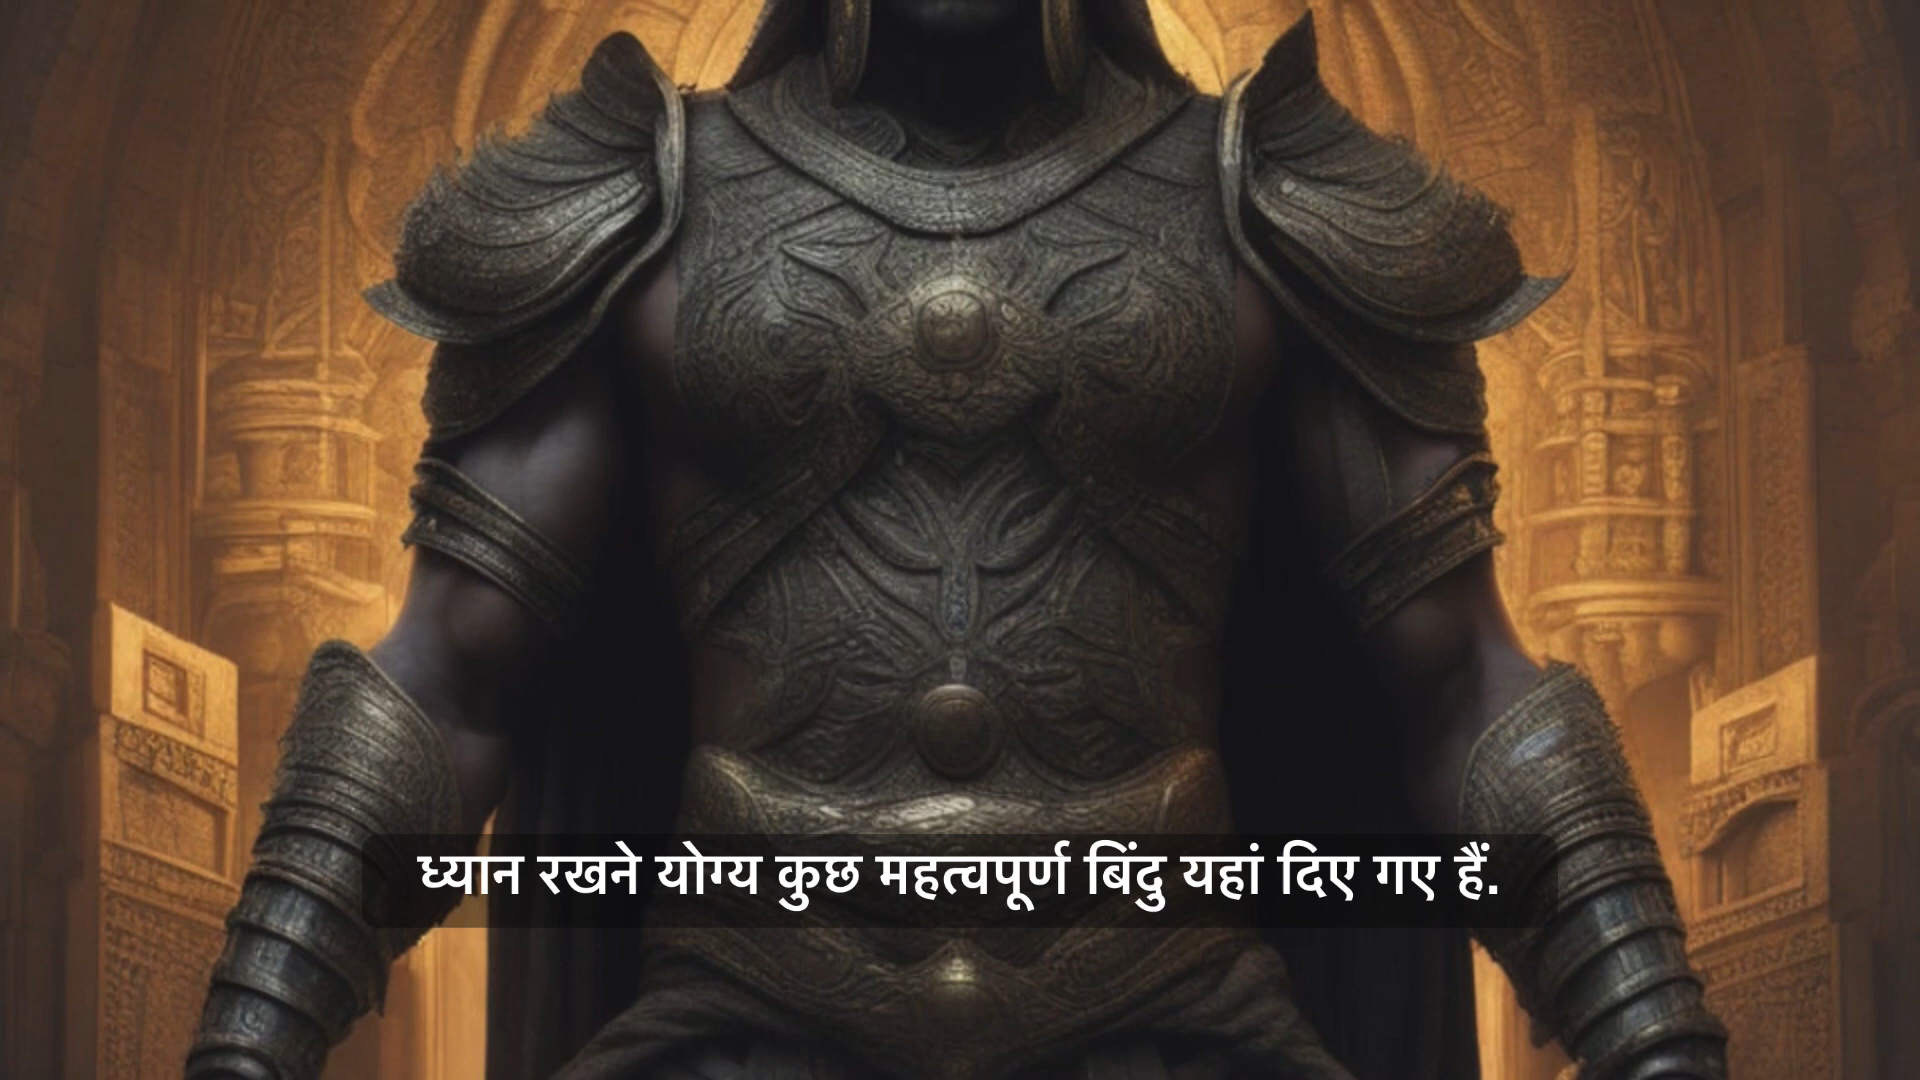 ध्यान रखने योग्य कुछ महत्वपूर्ण बिंदु यहां दिए गए हैं.